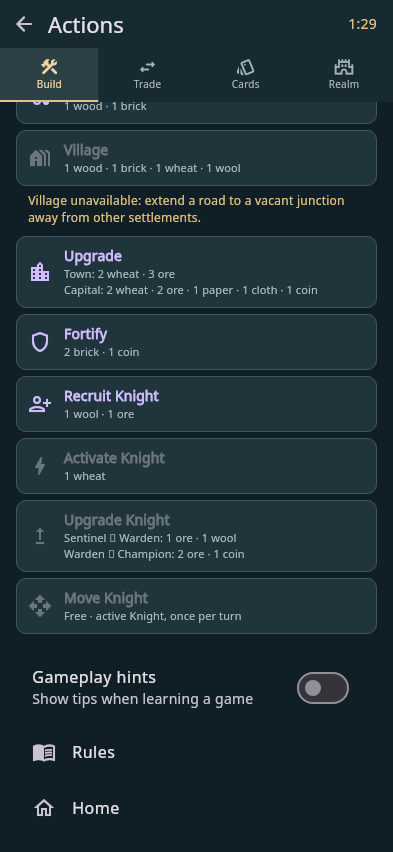 Actions
1:29
Build
Trade
Cards
Realm
1 wood · 1 brick
Village
1 wood · 1 brick · 1 wheat · 1 wool
Village unavailable: extend a road to a vacant junction
away from other settlements.
Upgrade
Town: 2 wheat · 3 ore
Capital: 2 wheat · 2 ore · 1 paper · 1 cloth · 1 coin
Fortify
2 brick · 1 coin
Recruit Knight
1 wool · 1 ore
Activate Knight
1 wheat
Upgrade Knight
Sentinel ▯ Warden: 1 ore · 1 wool
Warden ▯ Champion: 2 ore · 1 coin
Move Knight
Free · active Knight, once per turn
Gameplay hints
Show tips when learning a game
Rules
Home